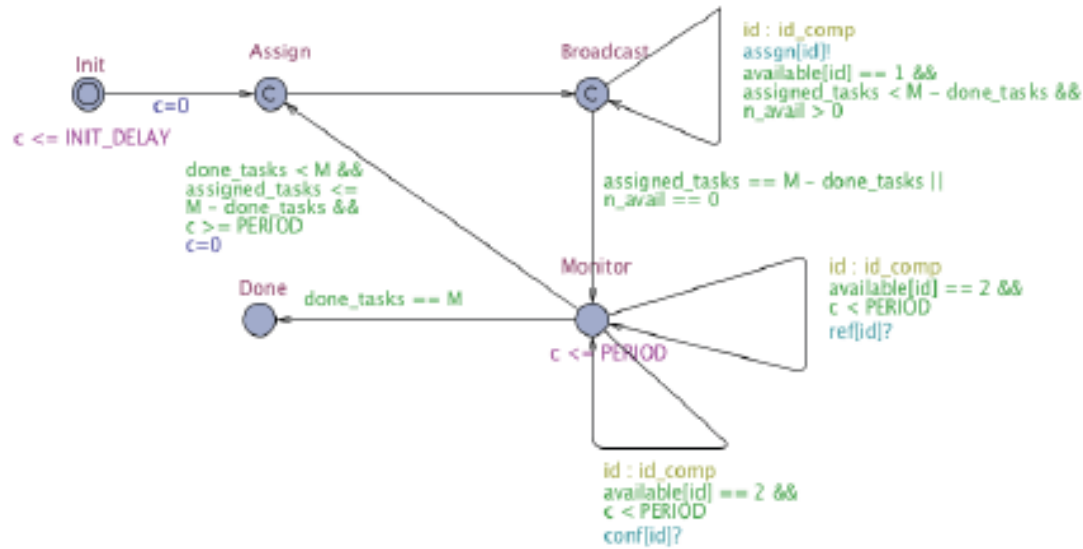 Init
c=0
c <= INIT_DELAY
Assign
C
Broadcast
C
id : id_comp
assgn[id]!
available[id] == 1 &&
assigned_tasks < M - done_tasks &&
n_avail > 0
done_tasks < M &&
assigned_tasks <=
M - done_tasks &&
c >= PERIOD
c=0
assigned_tasks == M - done_tasks ||
n_avail == 0
Done
done_tasks == M
Monitor
c <= PERIOD
id : id_comp
available[id] == 2 &&
c < PERIOD
ref[id]?
id : id_comp
available[id] == 2 &&
c < PERIOD
conf[id]?